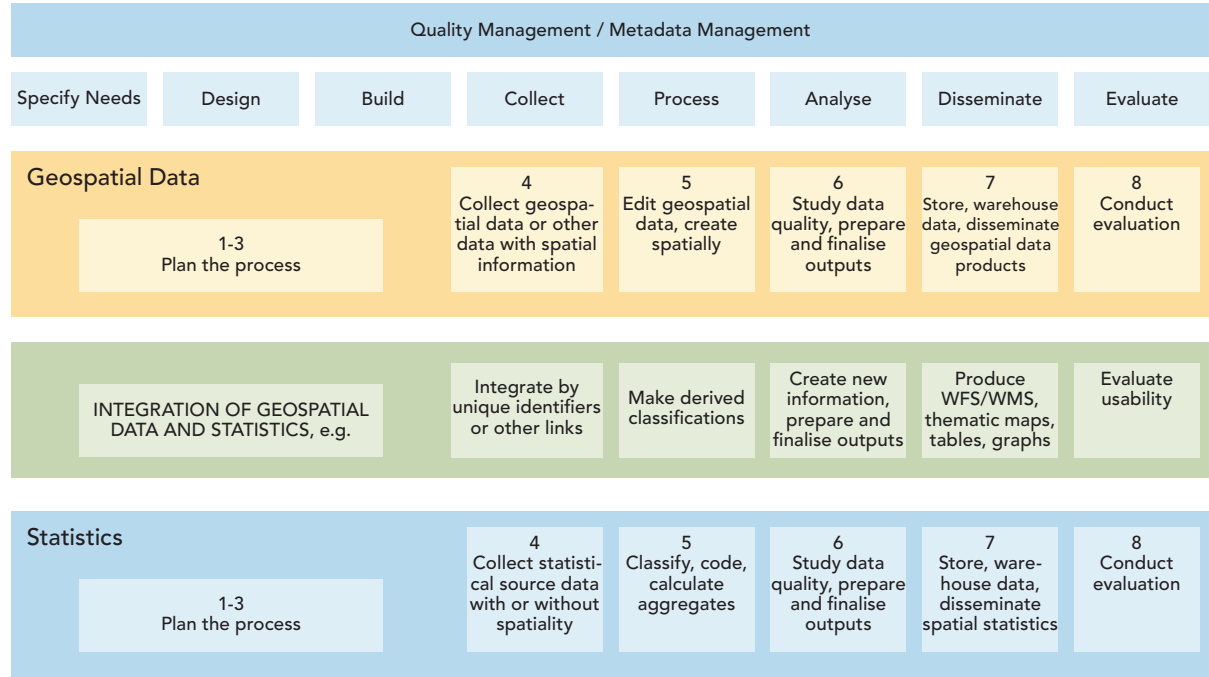 Quality Management / Metadata Management
Specify Needs
Design
Build
Collect
Process
Analyse
Disseminate
Evaluate
Geospatial Data
1-3
Plan the process
4
Collect geospa-
tial data or other
data with spatial
information
5
Edit geospatial
data, create
spatially
6
Study data
quality, prepare
and finalise
outputs
7
Store, warehouse
data, disseminate
geospatial data
products
8
Conduct
evaluation
INTEGRATION OF GEOSPATIAL
DATA AND STATISTICS, e.g.
Integrate by
unique identifiers
or other links
Make derived
classifications
Create new
information,
prepare and
finalise outputs
Produce
WFS/WMS,
thematic maps,
tables, graphs
Evaluate
usability
Statistics
1-3
Plan the process
4
Collect statisti-
cal source data
with or without
spatiality
5
Classify, code,
calculate
aggregates
6
Study data
quality, prepare
and finalise
outputs
7
Store, ware-
house data,
disseminate
spatial statistics
8
Conduct
evaluation